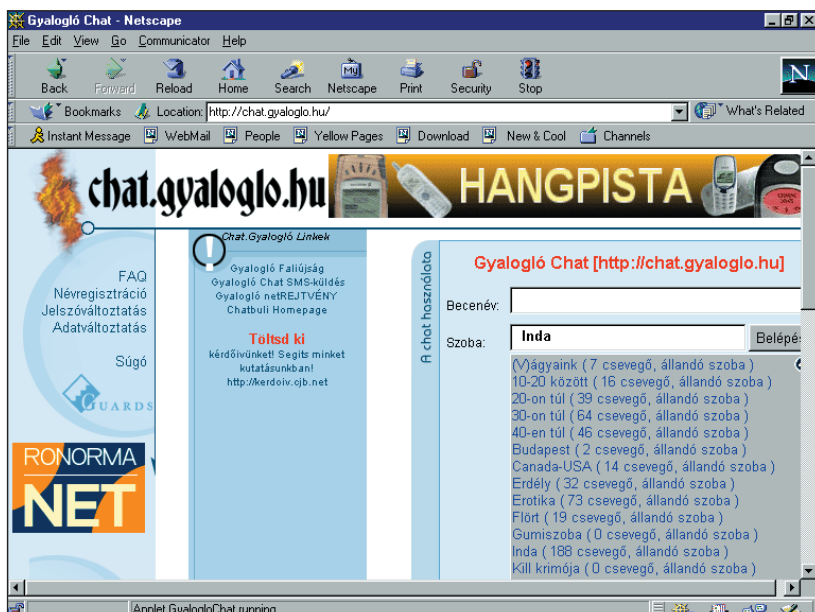 Gyalogló Chat - Netscape
File Edit View Go Communicator Help
Back Forward Reload Home Search Netscape Print Security Stop
My
N
Bookmarks Location: http://chat.gyaloglo.hu/ What's Related
Instant Message WebMail People Yellow Pages Download New & Cool Channels
chat.gyaloglo.hu HANGPISTA
FAQ
Névregisztráció
Jelszóváltoztatás
Adatváltoztatás
Súgó
GUARDS
RONORMA
NET
Chat.Gyalogló Linkek
Gyalogló Faliújság
Gyalogló Chat SMS-küldés
Gyalogló netREJTVÉNY
Chatbuli Homepage
Töltsd ki
kérdőívünket! Segits minket
kutatásunkban!
http://kerdoiv.cjb.net
A chat használata
Gyalogló Chat [http://chat.gyaloglo.hu]
Becenév:
Szoba: Inda Belépés
(V)ágyaink ( 7 csevegő, állandó szoba )
10-20 között ( 16 csevegő, állandó szoba )
20-on túl ( 39 csevegő, állandó szoba )
30-on túl ( 64 csevegő, állandó szoba )
40-en túl ( 46 csevegő, állandó szoba )
Budapest ( 2 csevegő, állandó szoba )
Canada-USA ( 14 csevegő, állandó szoba )
Erdély ( 32 csevegő, állandó szoba )
Erotika ( 73 csevegő, állandó szoba )
Flört ( 19 csevegő, állandó szoba )
Gumiszoba ( 0 csevegő, állandó szoba )
Inda ( 188 csevegő, állandó szoba )
Kill krimója ( 0 csevegő, állandó szoba )
Applet GyalogloChat running